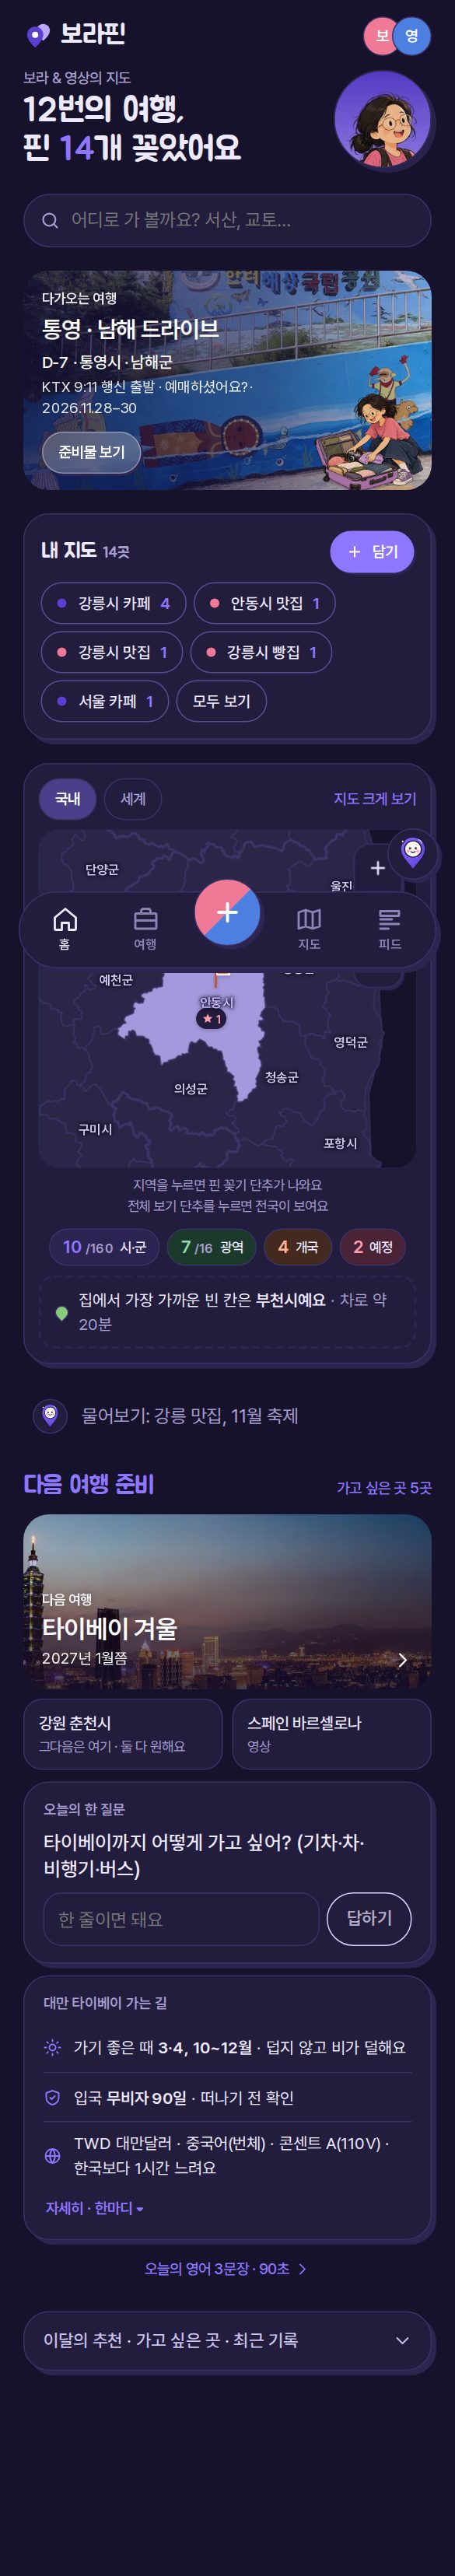 보라핀
보 영
보라 & 영상의 지도
12번의 여행,
핀 14개 꽂았어요
어디로 가 볼까요? 서산, 교토...
다가오는 여행
통영 · 남해 드라이브
D-7 · 통영시 · 남해군
KTX 9:11 행신 출발 · 예매하셨어요? ·
2026.11.28–30
준비물 보기
내 지도 14곳
+ 담기
강릉시 카페 4
안동시 맛집 1
강릉시 맛집 1
강릉시 빵집 1
서울 카페 1
모두 보기
국내
세계
지도 크게 보기
단양군
울진
+
홈
여행
+
지도
피드
예천군
안동시
★ 1
영덕군
청송군
의성군
구미시
포항시
지역을 누르면 핀 꽂기 단추가 나와요
전체 보기 단추를 누르면 전국이 보여요
10 /160 시·군
7 /16 광역
4 개국
2 예정
집에서 가장 가까운 빈 칸은 부천시예요 · 차로 약
20분
물어보기: 강릉 맛집, 11월 축제
다음 여행 준비
가고 싶은 곳 5곳
다음 여행
타이베이 겨울
2027년 1월쯤
강원 춘천시
그다음은 여기 · 둘 다 원해요
스페인 바르셀로나
영상
오늘의 한 질문
타이베이까지 어떻게 가고 싶어? (기차·차·
비행기·버스)
한 줄이면 돼요
답하기
대만 타이베이 가는 길
가기 좋은 때 3·4, 10~12월 · 덥지 않고 비가 덜해요
입국 무비자 90일 · 떠나기 전 확인
TWD 대만달러 · 중국어(번체) · 콘센트 A(110V) ·
한국보다 1시간 느려요
자세히 · 한마디
오늘의 영어 3문장 · 90초
이달의 추천 · 가고 싶은 곳 · 최근 기록